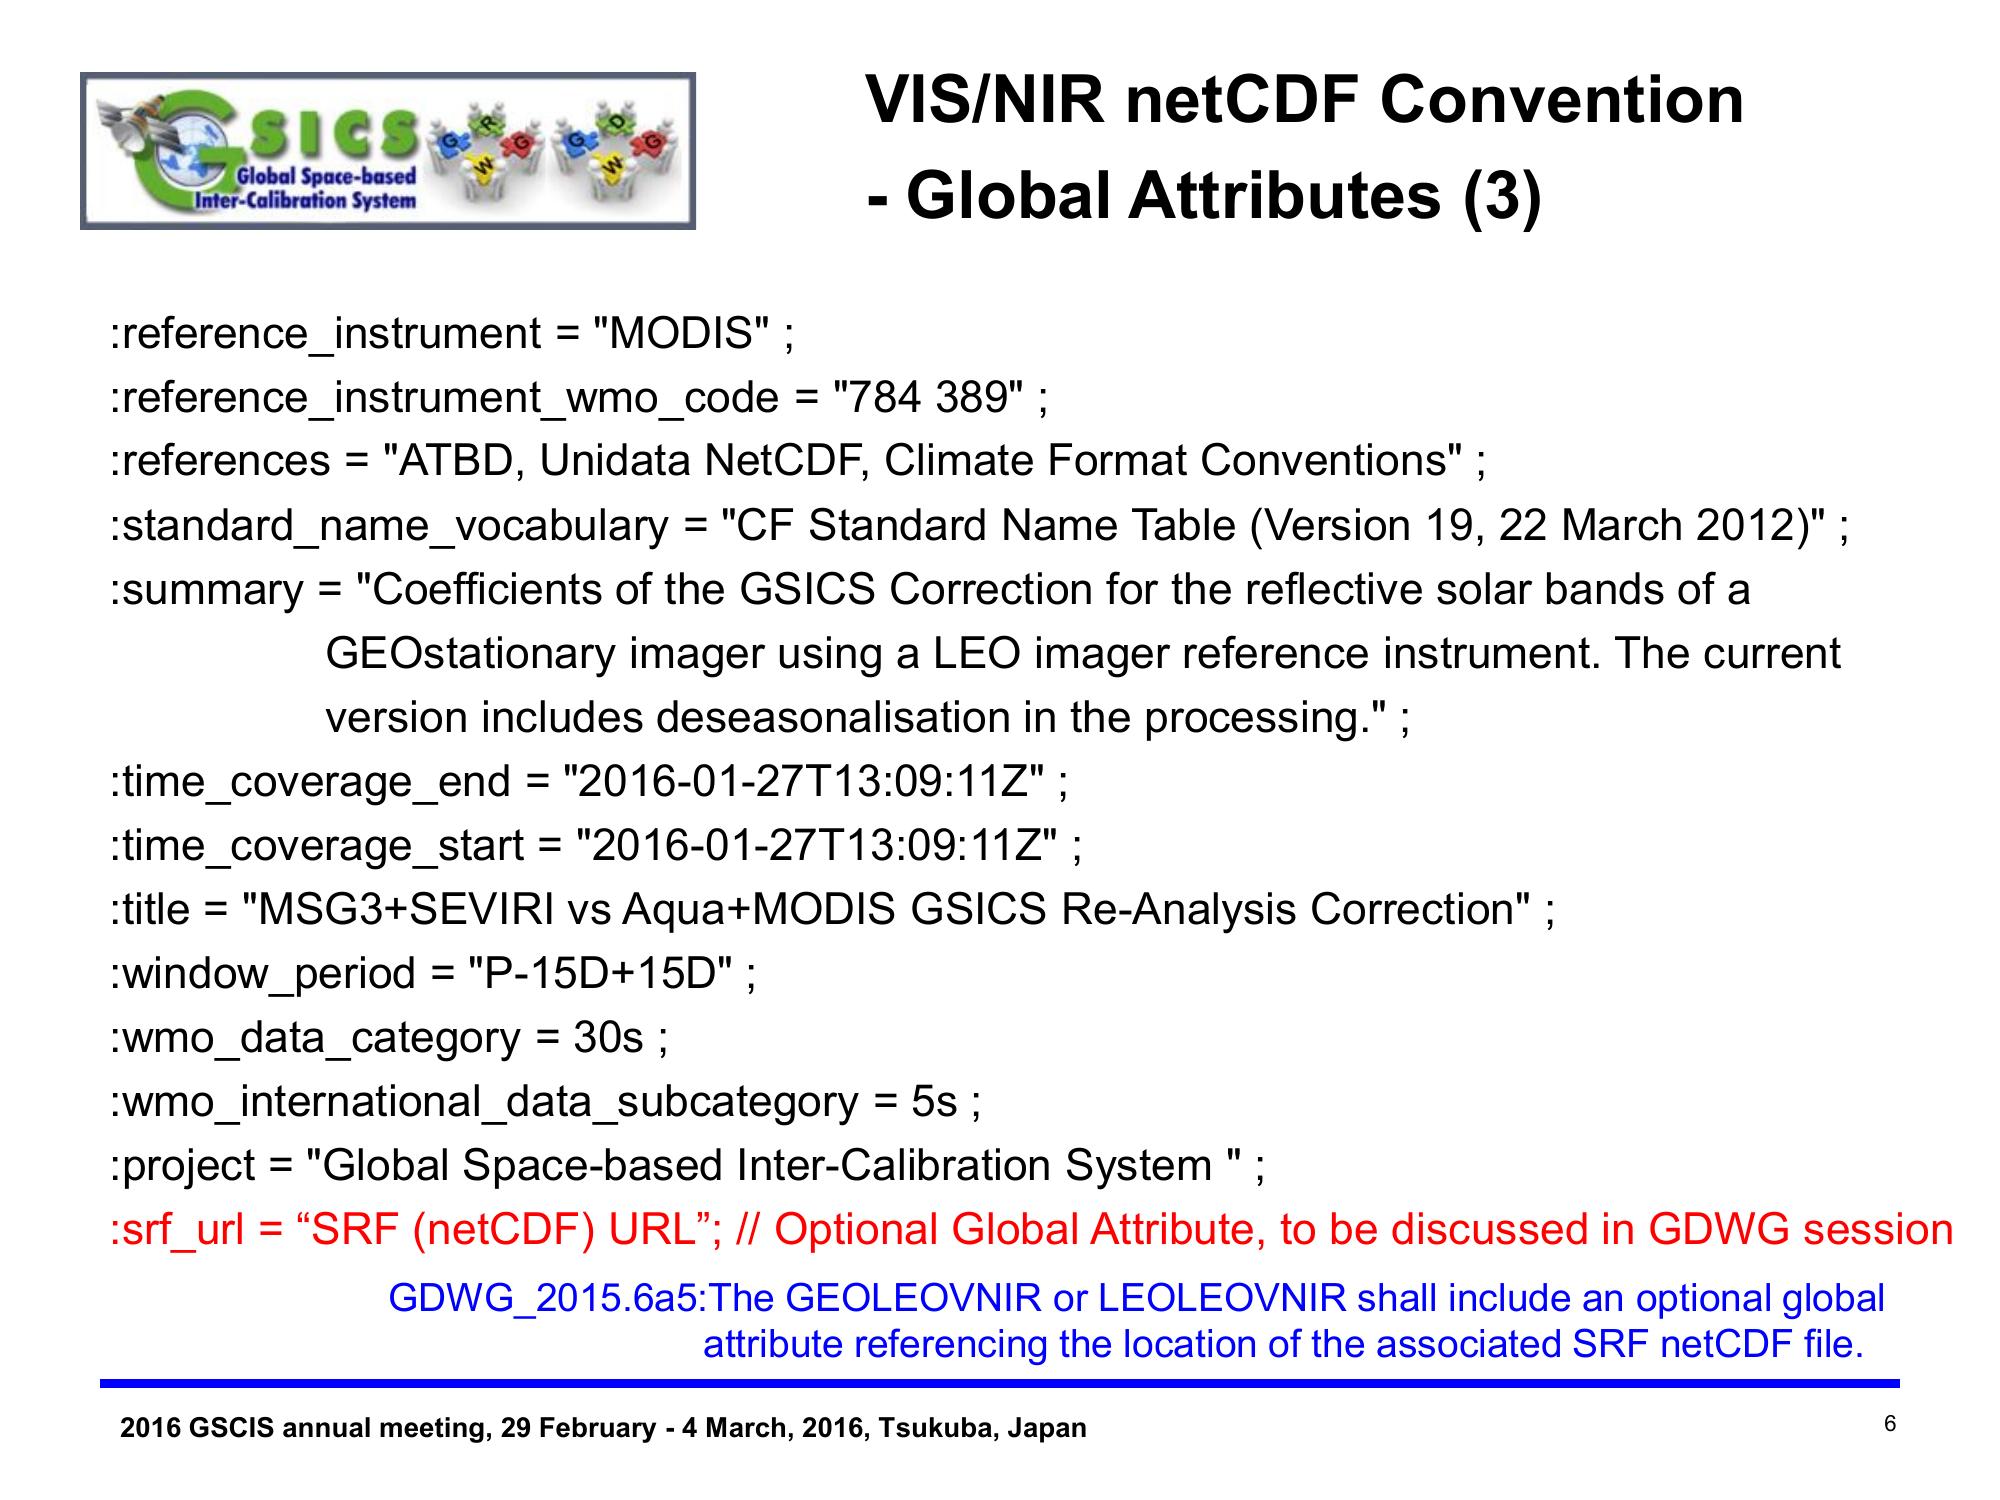 GSICS
Global Space-based
Inter-Calibration System
G R W G
G D W G
VIS/NIR netCDF Convention
- Global Attributes (3)
:reference_instrument = "MODIS" ;
:reference_instrument_wmo_code = "784 389" ;
:references = "ATBD, Unidata NetCDF, Climate Format Conventions" ;
:standard_name_vocabulary = "CF Standard Name Table (Version 19, 22 March 2012)" ;
:summary = "Coefficients of the GSICS Correction for the reflective solar bands of a
GEOstationary imager using a LEO imager reference instrument. The current
version includes deseasonalisation in the processing." ;
:time_coverage_end = "2016-01-27T13:09:11Z" ;
:time_coverage_start = "2016-01-27T13:09:11Z" ;
:title = "MSG3+SEVIRI vs Aqua+MODIS GSICS Re-Analysis Correction" ;
:window_period = "P-15D+15D" ;
:wmo_data_category = 30s ;
:wmo_international_data_subcategory = 5s ;
:project = "Global Space-based Inter-Calibration System " ;
:srf_url = “SRF (netCDF) URL”; // Optional Global Attribute, to be discussed in GDWG session
GDWG_2015.6a5:The GEOLEOVNIR or LEOLEOVNIR shall include an optional global
attribute referencing the location of the associated SRF netCDF file.
2016 GSCIS annual meeting, 29 February - 4 March, 2016, Tsukuba, Japan
6